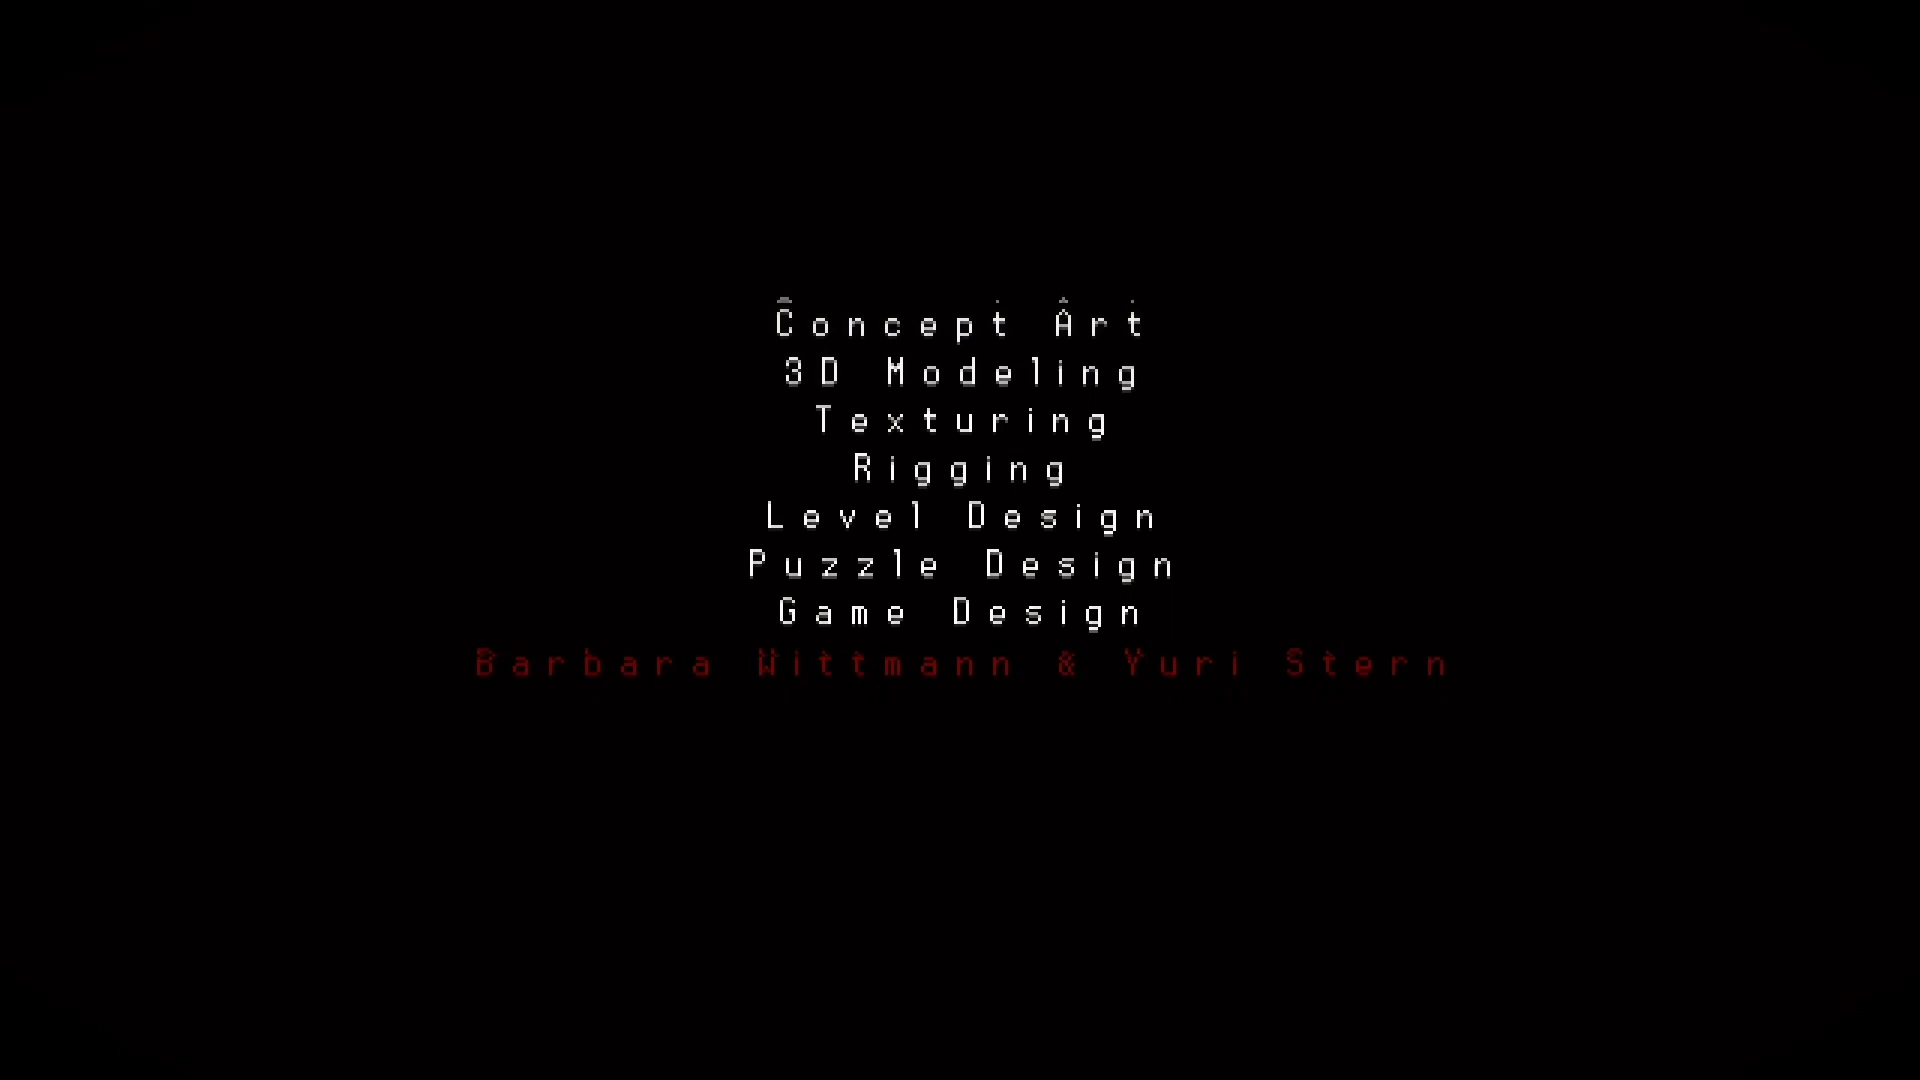 Concept Art
3D Modeling
Texturing
Rigging
Level Design
Puzzle Design
Game Design
Barbara Wittmann & Yuri Stern